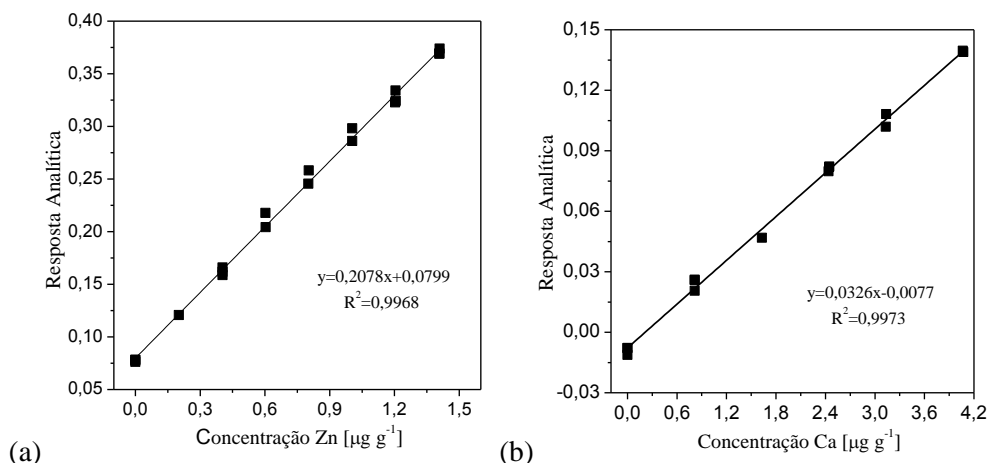 0,40
0,35
0,30
0,25
0,20
0,15
0,10
0,05
Resposta Analítica
y=0,2078x+0,0799
R²=0,9968
0,0 0,3 0,6 0,9 1,2 1,5
Concentração Zn [µg g⁻¹]
(a)
0,15
0,12
0,09
0,06
0,03
0,00
-0,03
Resposta Analítica
y=0,0326x-0,0077
R²=0,9973
0,0 0,6 1,2 1,8 2,4 3,0 3,6 4,2
Concentração Ca [µg g⁻¹]
(b)